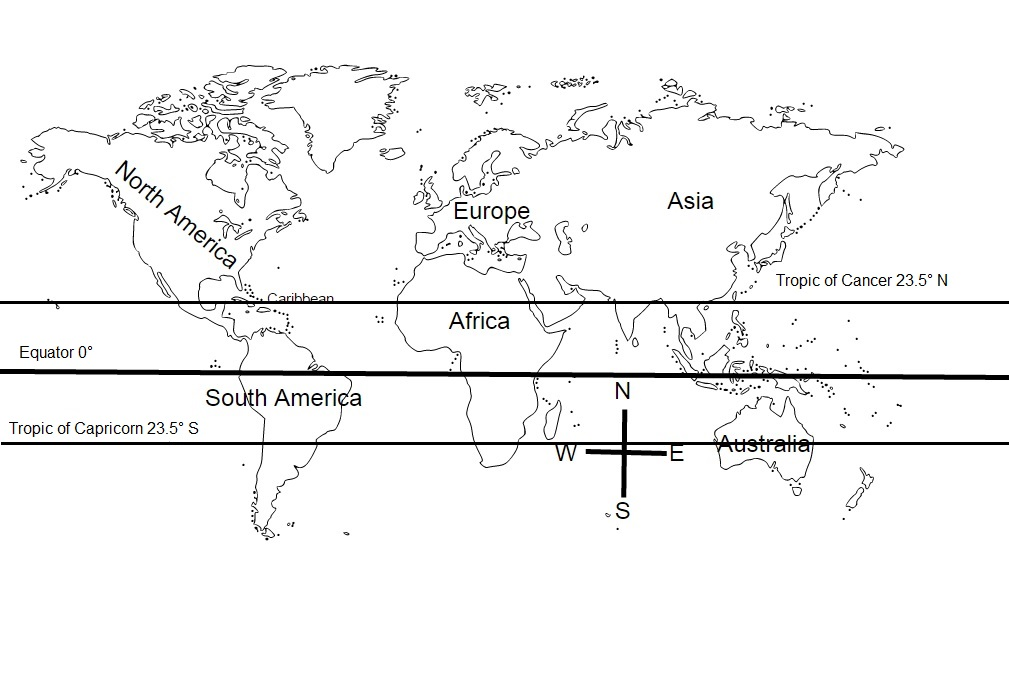 North America
Europe
Asia
Tropic of Cancer 23.5° N
Caribbean
Africa
Equator 0°
South America
N
Tropic of Capricorn 23.5° S
W
E
Australia
S